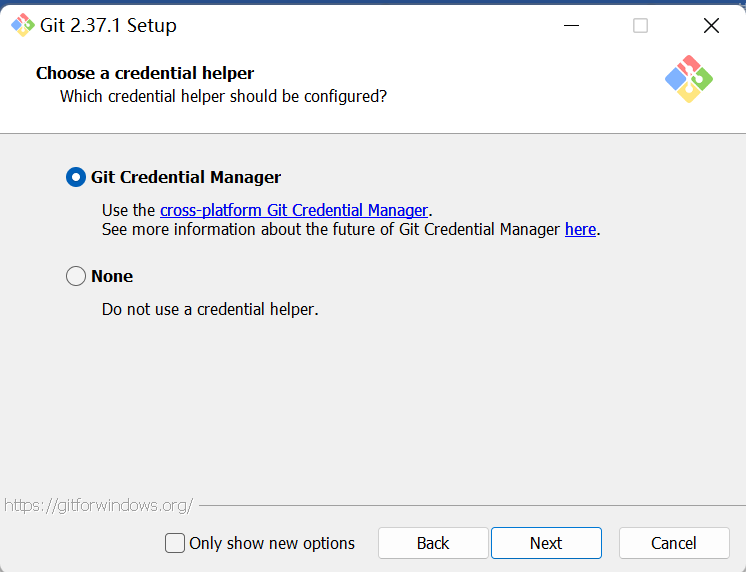 Git 2.37.1 Setup
Choose a credential helper
Which credential helper should be configured?
Git Credential Manager
Use the cross-platform Git Credential Manager.
See more information about the future of Git Credential Manager here.
None
Do not use a credential helper.
https://gitforwindows.org/
Only show new options
Back
Next
Cancel